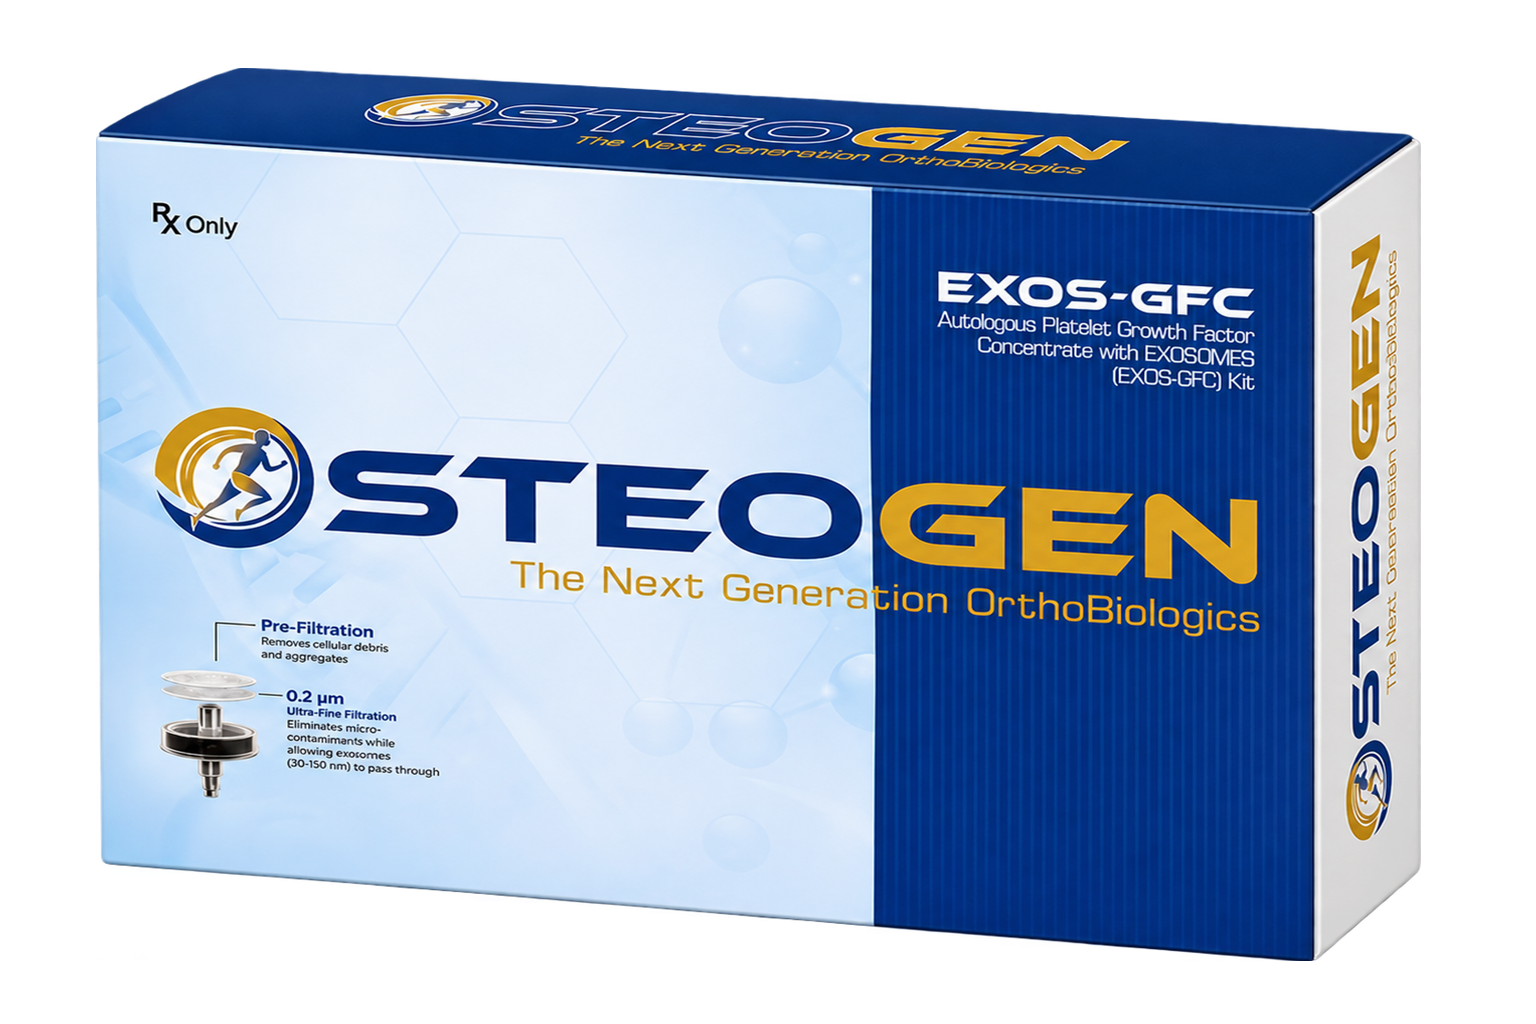 OSTEOGEN
The Next Generation OrthoBiologics
Rx Only
EXOS-GFC
Autologous Platelet Growth Factor
Concentrate with EXOSOMES
(EXOS-GFC) Kit
OSTEOGEN
The Next Generation OrthoBiologics
Pre-Filtration
Removes cellular debris
and aggregates
0.2 µm
Ultra-Fine Filtration
Eliminates micro-
contamimants while
allowing exosomes
(30-150 nm) to pass through
OSTEOGEN
The Next Generation OrthoBiologics